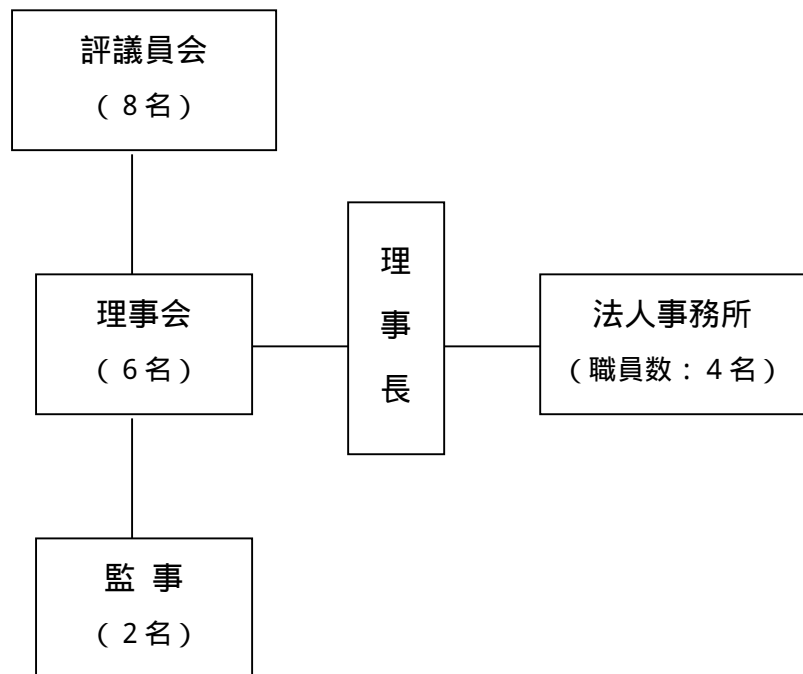 評議員会
（８名）
理事会
（６名）
理事長
法人事務所
（職員数：４名）
監 事
（２名）